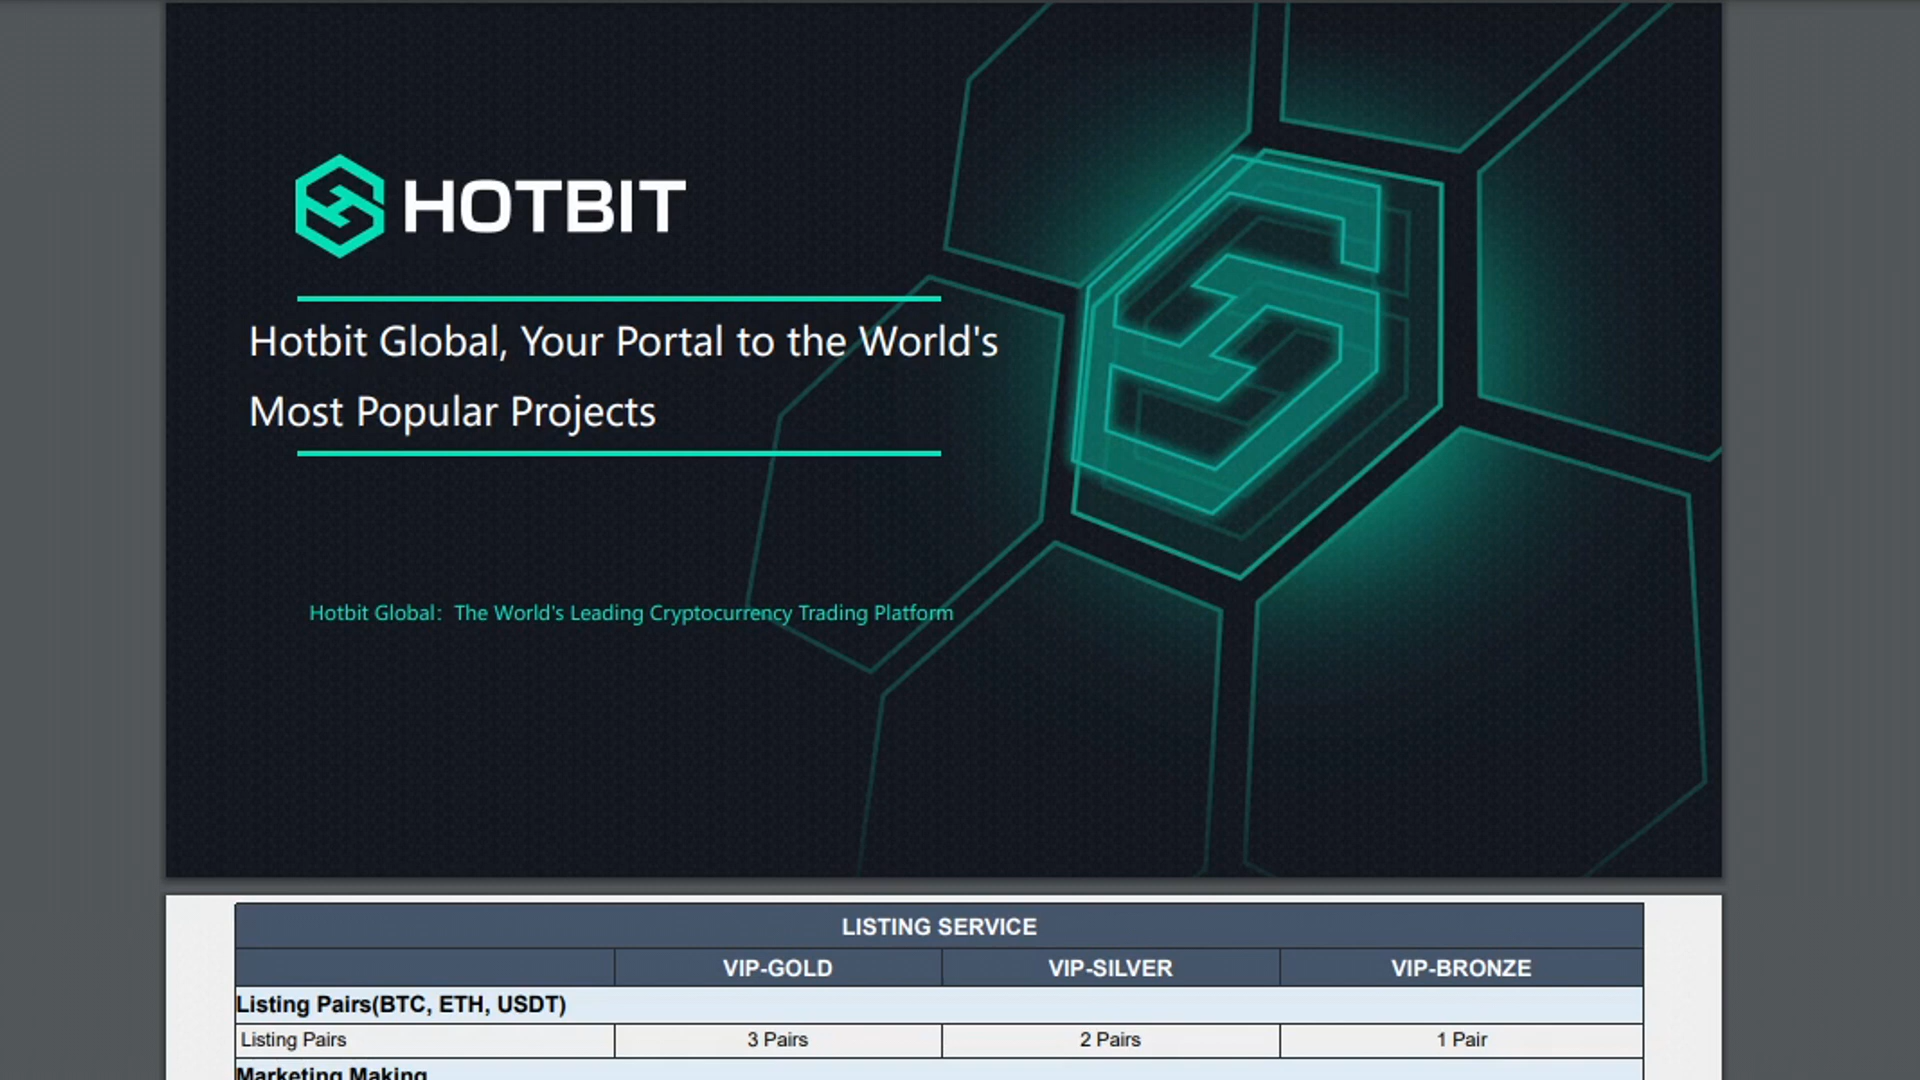 HOTBIT
Hotbit Global, Your Portal to the World's
Most Popular Projects
Hotbit Global: The World's Leading Cryptocurrency Trading Platform
LISTING SERVICE
VIP-GOLD VIP-SILVER VIP-BRONZE
Listing Pairs(BTC, ETH, USDT)
Listing Pairs 3 Pairs 2 Pairs 1 Pair
Marketing Making